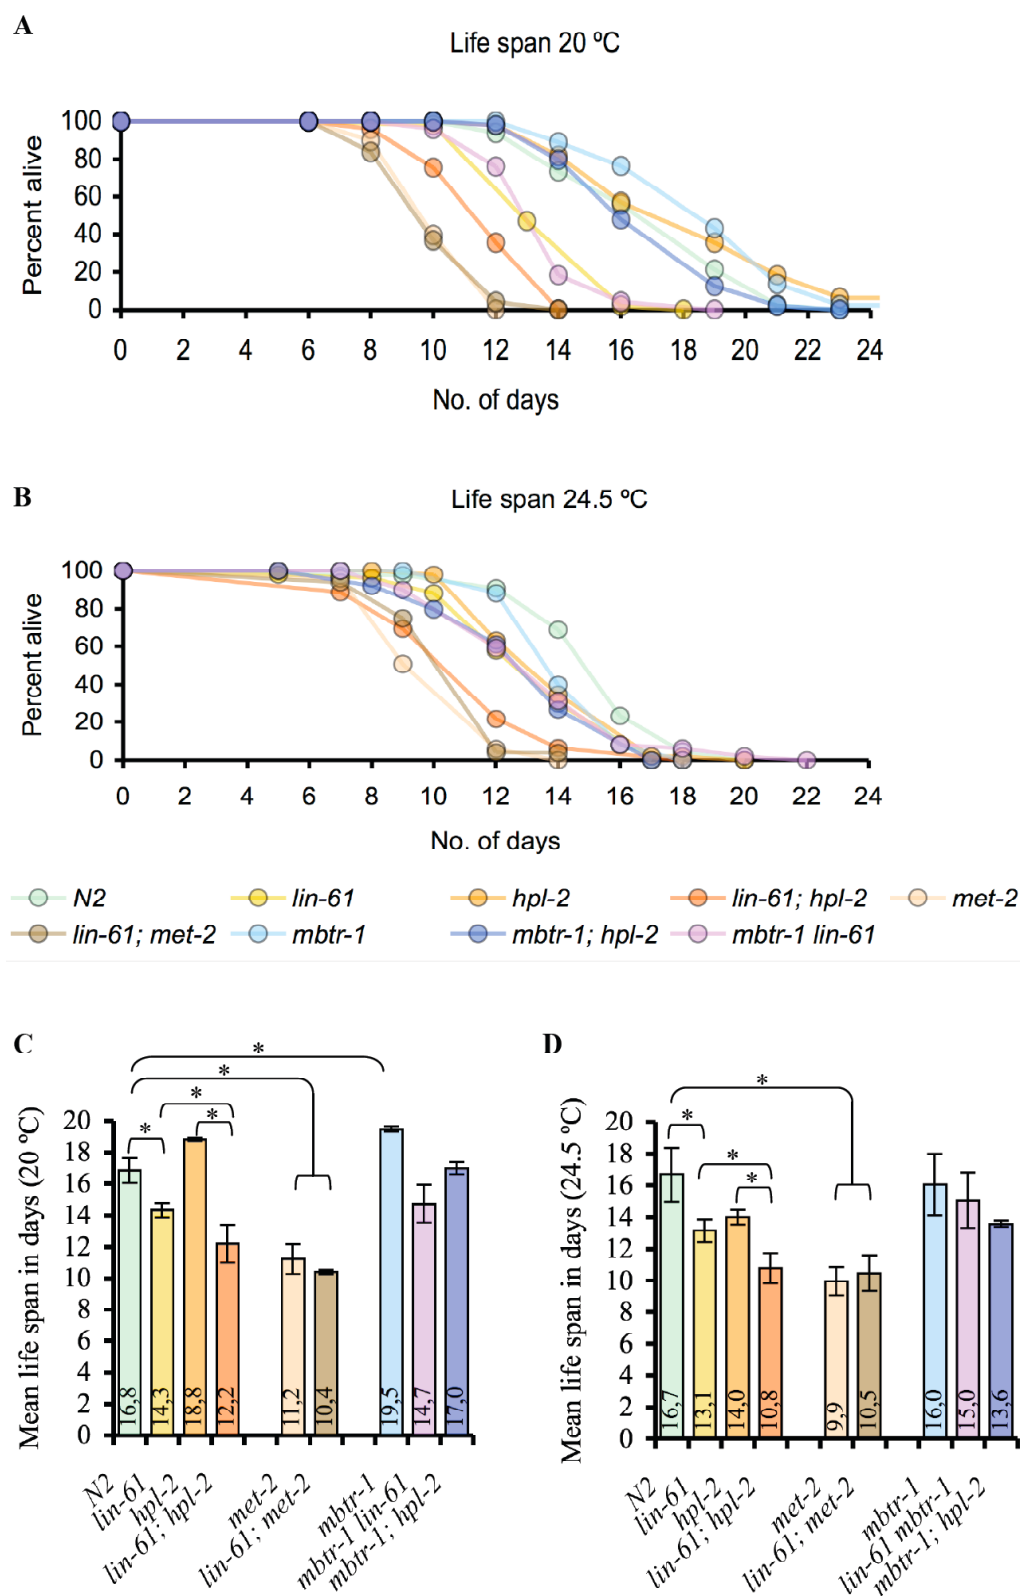 A
Life span 20 ºC
100
80
60
40
20
0
Percent alive
0 2 4 6 8 10 12 14 16 18 20 22 24
No. of days
B
Life span 24.5 ºC
100
80
60
40
20
0
Percent alive
0 2 4 6 8 10 12 14 16 18 20 22 24
No. of days
N2 lin-61 hpl-2 lin-61; hpl-2 met-2
lin-61; met-2 mbtr-1 mbtr-1; hpl-2 mbtr-1 lin-61
C
* * * * *
Mean life span in days (20 ºC)
20
18
16
14
12
10
8
6
4
2
0
16,8 14,3 18,8 12,2 11,2 10,4 19,5 14,7 17,0
N2
lin-61
hpl-2
lin-61; hpl-2
met-2
lin-61; met-2
mbtr-1
mbtr-1 lin-61
mbtr-1; hpl-2
D
* * * *
Mean life span in days (24.5 ºC)
20
18
16
14
12
10
8
6
4
2
0
16,7 13,1 14,0 10,8 9,9 10,5 16,0 15,0 13,6
N2
lin-61
hpl-2
lin-61; hpl-2
met-2
lin-61; met-2
mbtr-1
lin-61 mbtr-1
mbtr-1; hpl-2